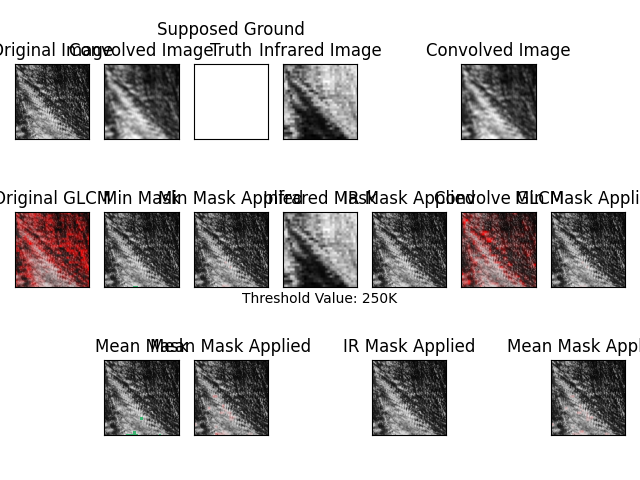 Supposed Ground
Original Image Convolved Image Truth Infrared Image Convolved Image
Original GLCM Min Mask Min Mask Applied Infrared Mask IR Mask Applied Convolve GLCM Min Mask Appli
Threshold Value: 250K
Mean Mask Mean Mask Applied IR Mask Applied Mean Mask Appl